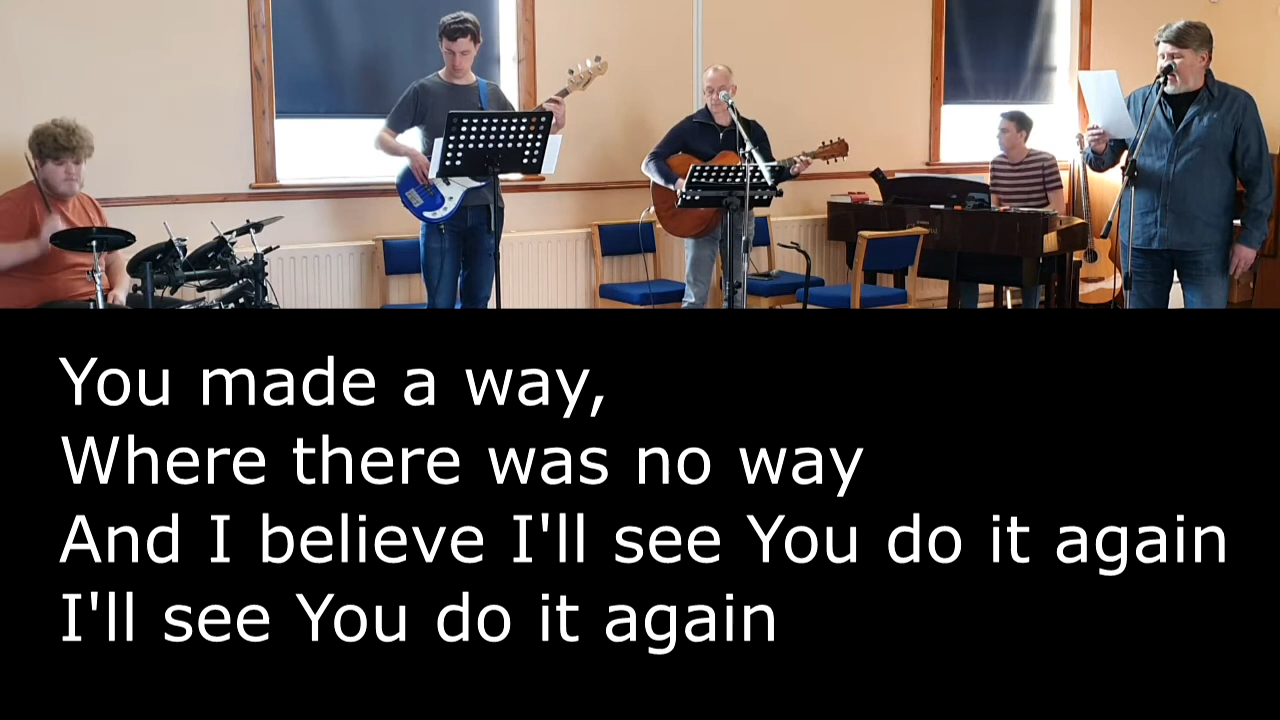 You made a way,
Where there was no way
And I believe I'll see You do it again
I'll see You do it again